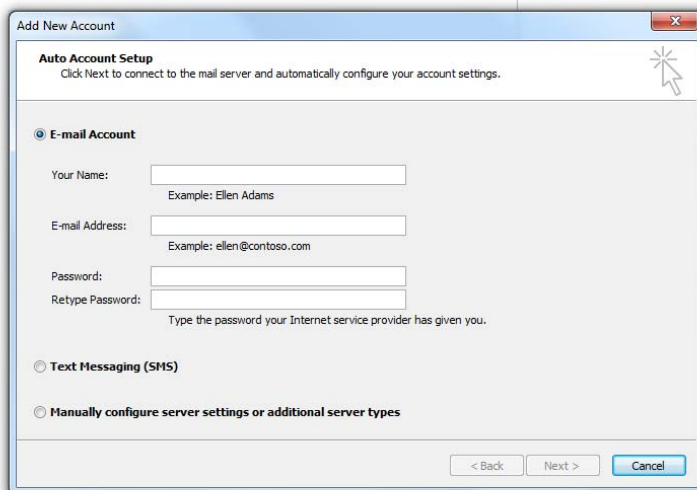 Add New Account
Auto Account Setup
Click Next to connect to the mail server and automatically configure your account settings.
E-mail Account
Your Name:
Example: Ellen Adams
E-mail Address:
Example: ellen@contoso.com
Password:
Retype Password:
Type the password your Internet service provider has given you.
Text Messaging (SMS)
Manually configure server settings or additional server types
< Back Next > Cancel